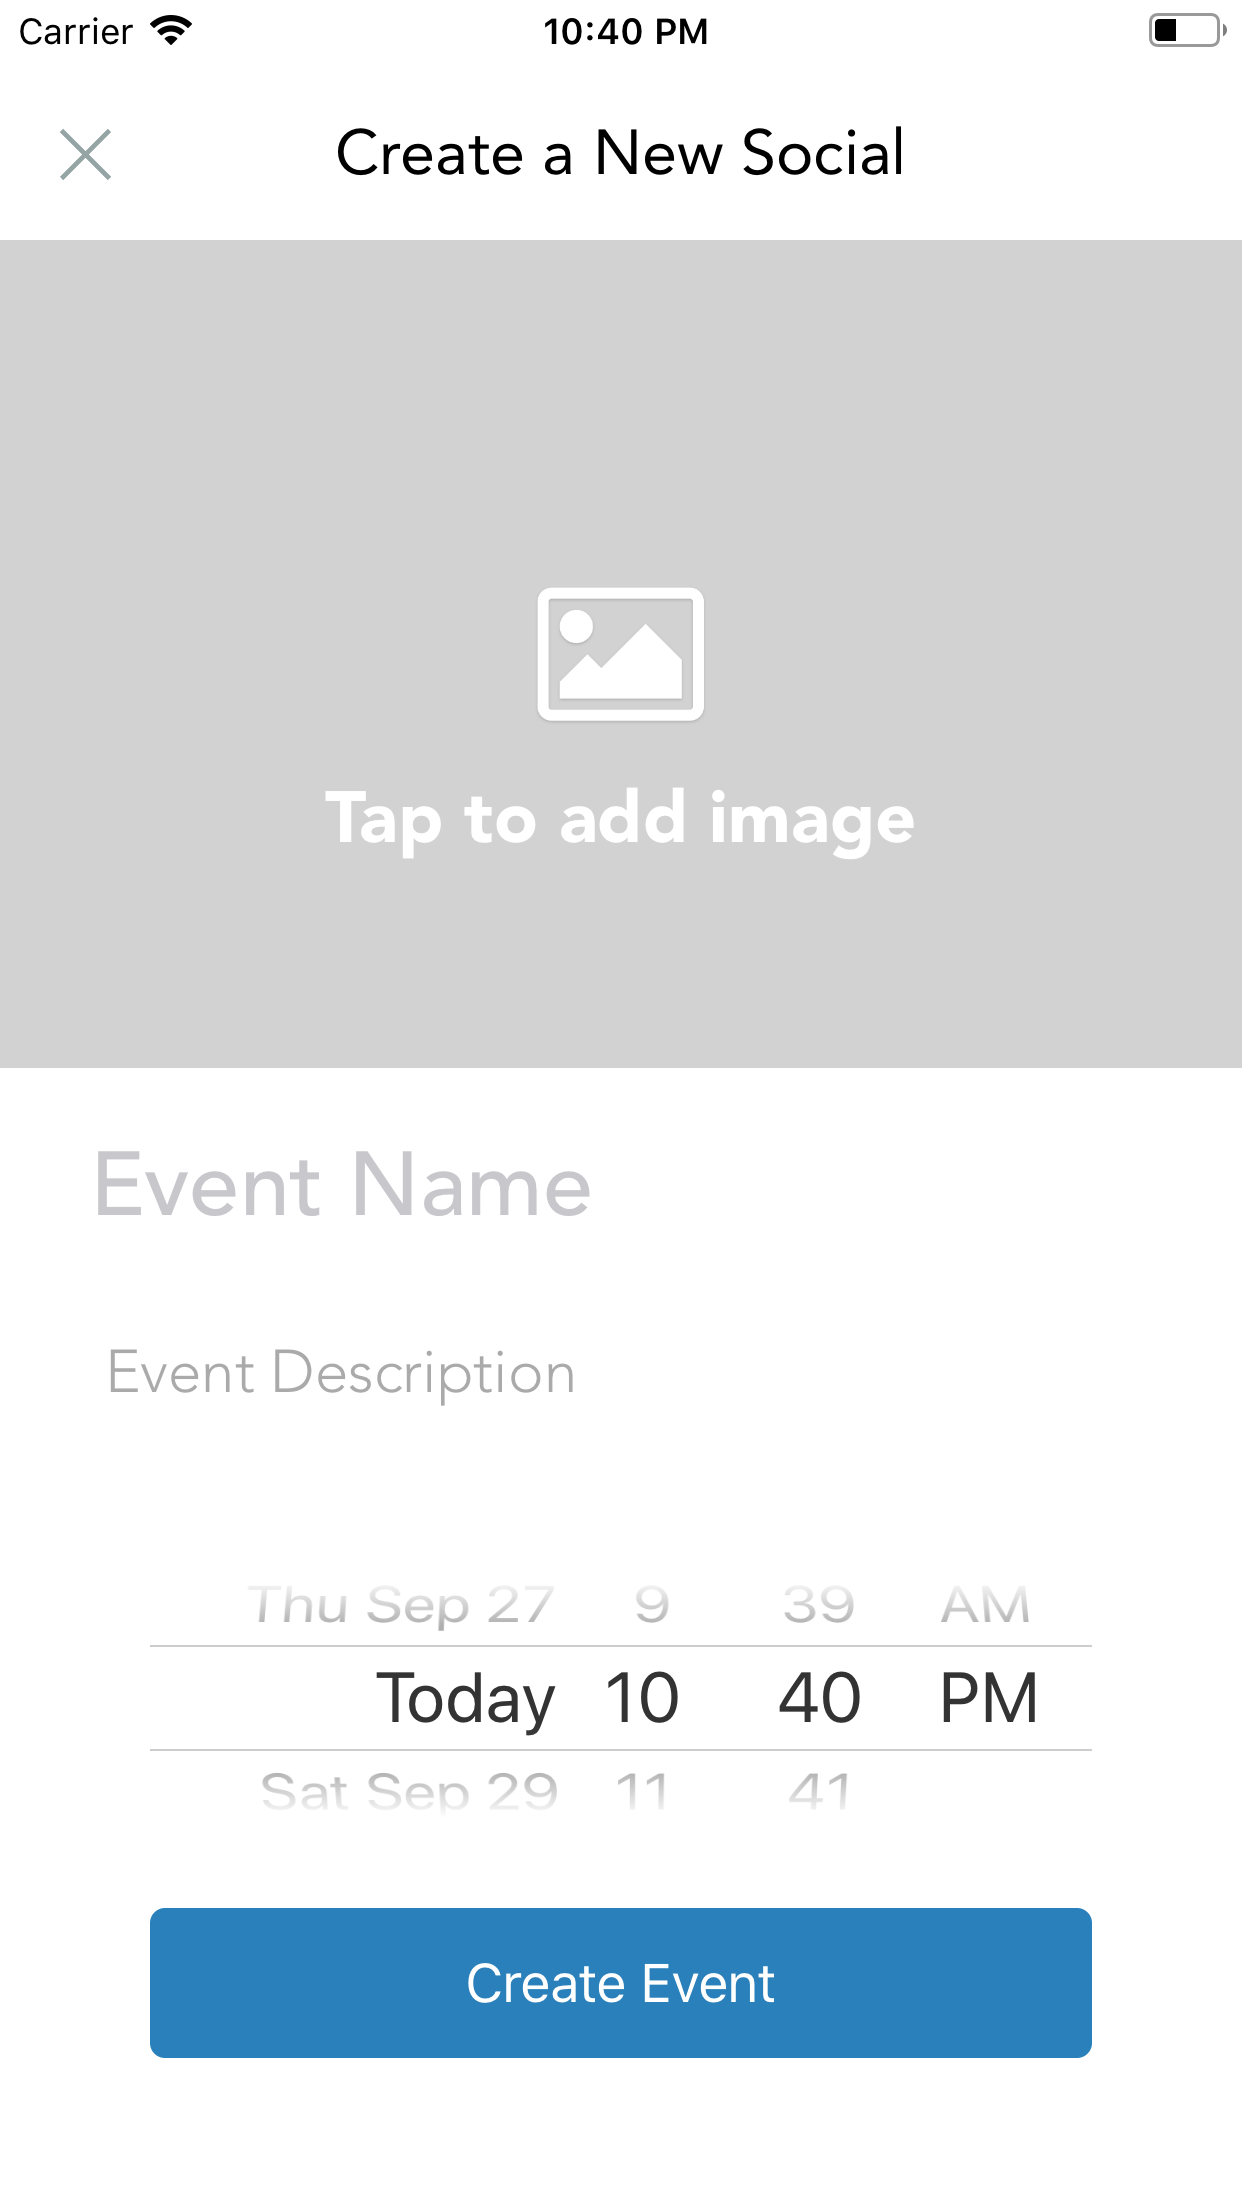 Carrier 10:40 PM
Create a New Social
Tap to add image
Event Name
Event Description
Thu Sep 27 9 39 AM
Today 10 40 PM
Sat Sep 29 11 41
Create Event